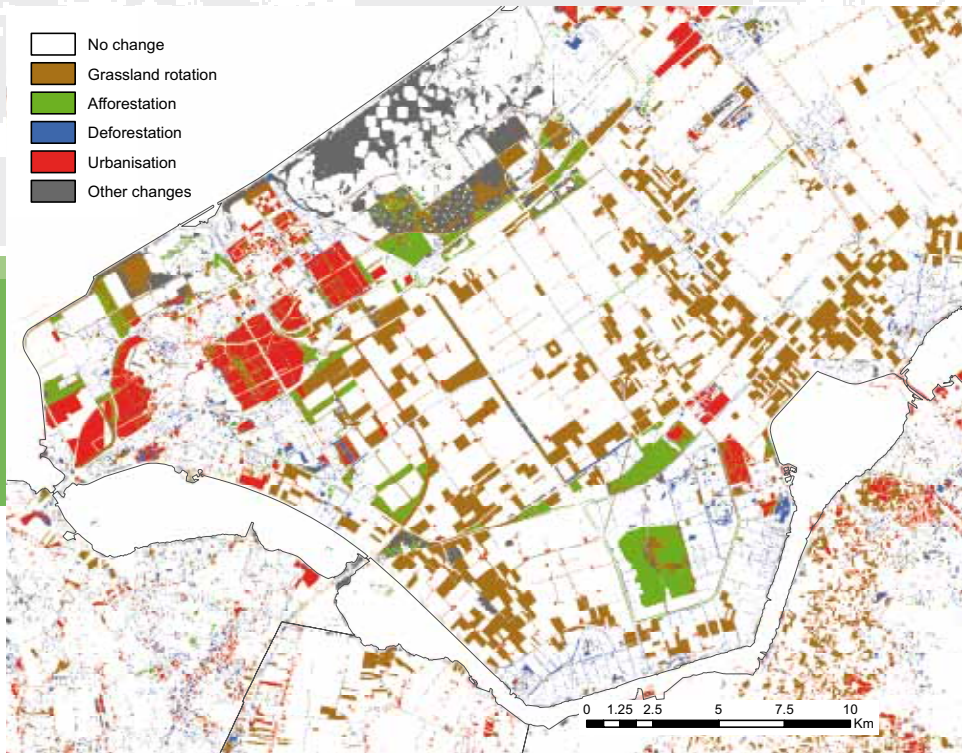 No change
Grassland rotation
Afforestation
Deforestation
Urbanisation
Other changes
0 1.25 2.5 5 7.5 10
Km